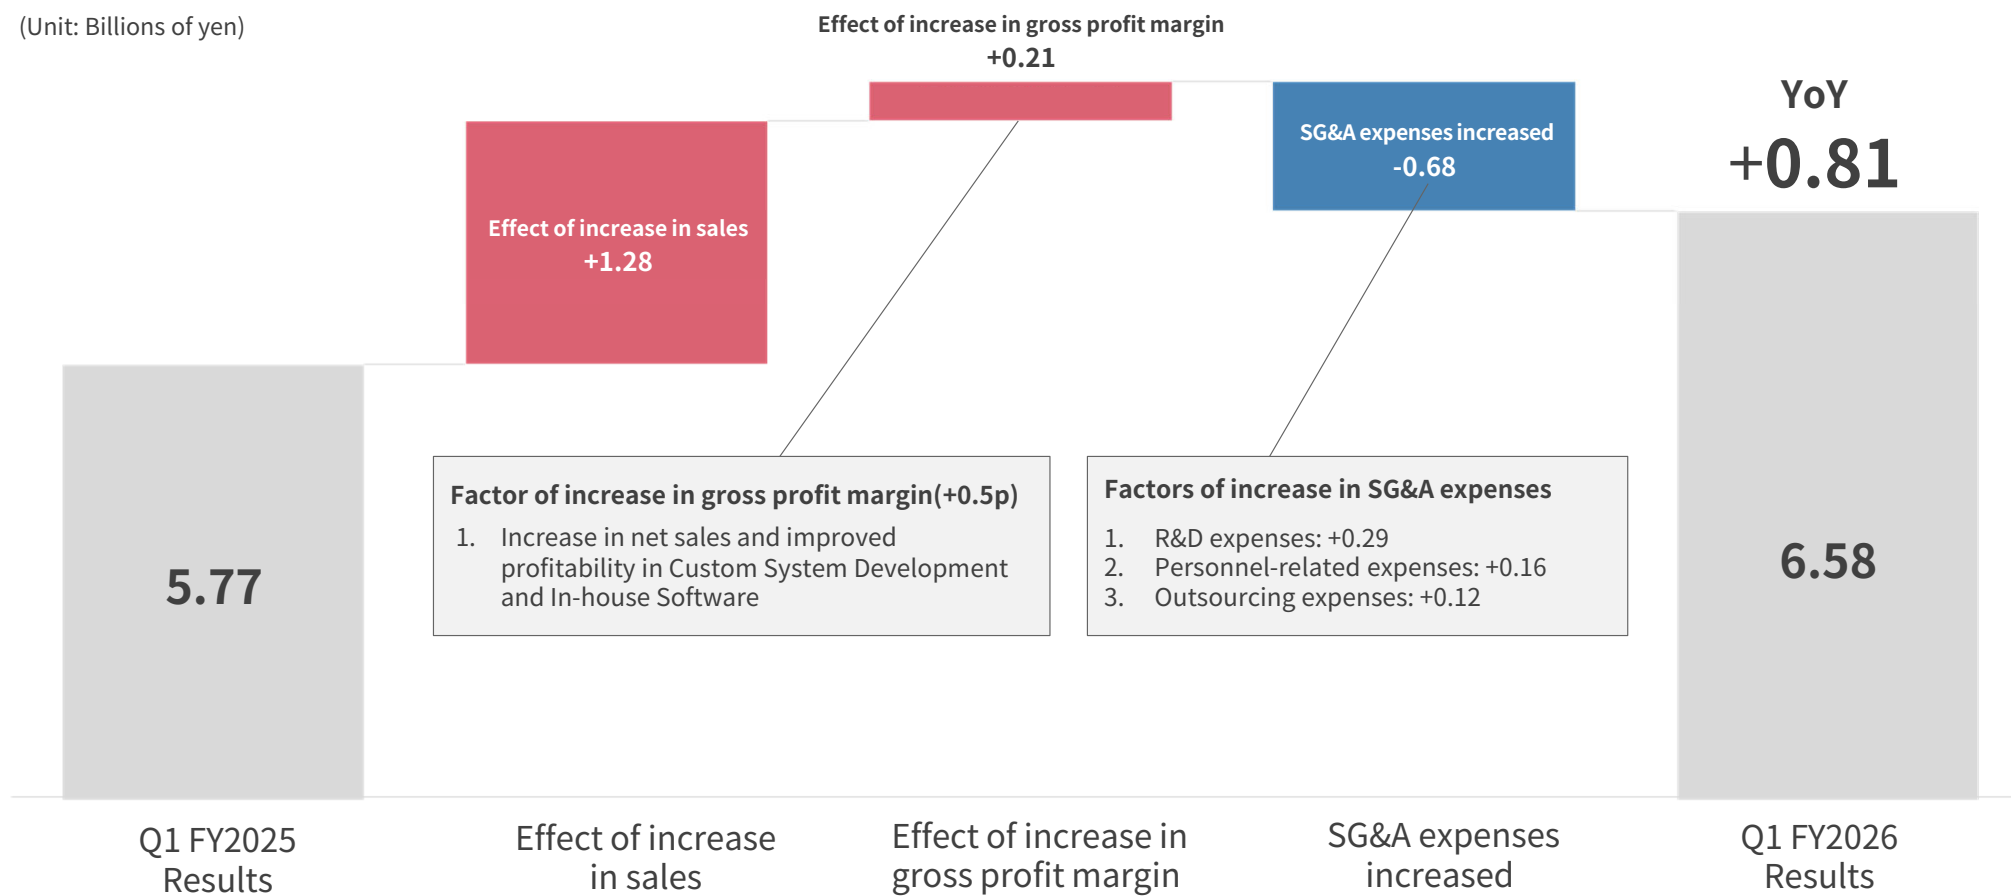 (Unit: Billions of yen)
Effect of increase in gross profit margin
+0.21
YoY
+0.81
SG&A expenses increased
-0.68
Effect of increase in sales
+1.28
5.77
Factor of increase in gross profit margin(+0.5p)
1. Increase in net sales and improved
profitability in Custom System Development
and In-house Software
Factors of increase in SG&A expenses
1. R&D expenses: +0.29
2. Personnel-related expenses: +0.16
3. Outsourcing expenses: +0.12
6.58
Q1 FY2025
Results
Effect of increase
in sales
Effect of increase in
gross profit margin
SG&A expenses
increased
Q1 FY2026
Results